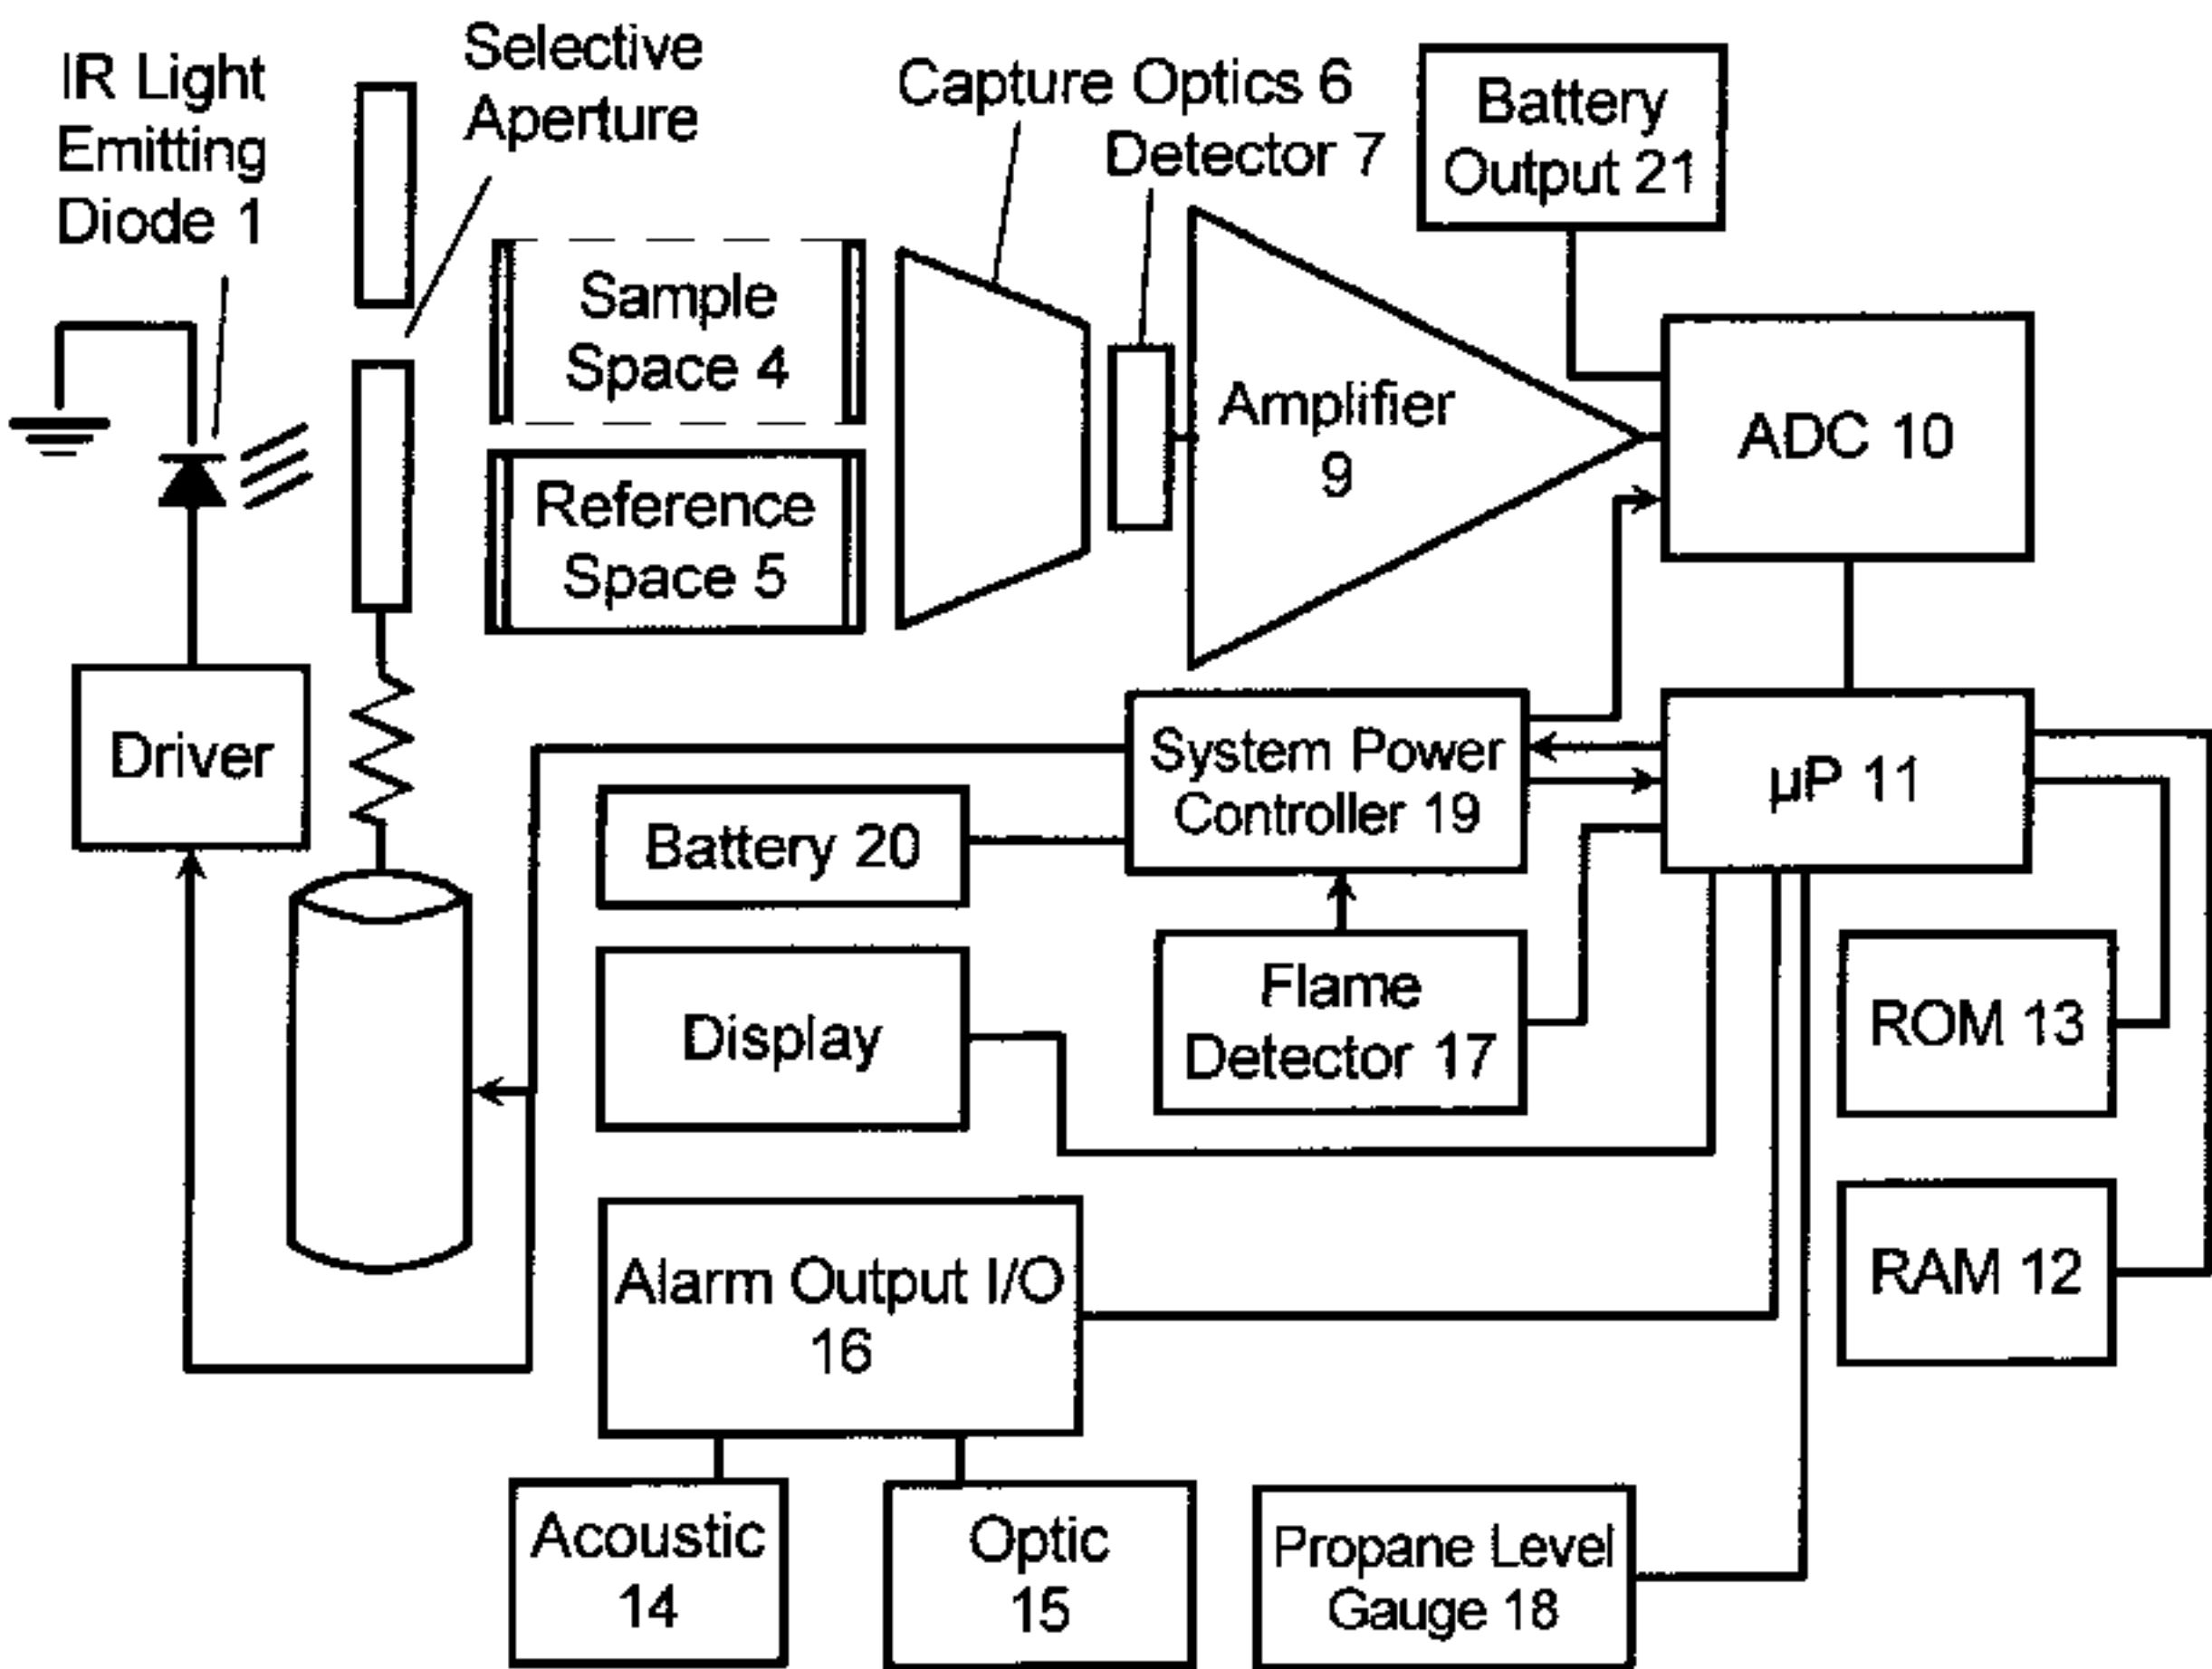 IR Light
Emitting
Diode 1
Selective
Aperture
Capture Optics 6
Detector 7
Battery
Output 21
Sample
Space 4
Reference
Space 5
Amplifier
9
ADC 10
Driver
System Power
Controller 19
µP 11
Battery 20
Display
Flame
Detector 17
ROM 13
RAM 12
Alarm Output I/O
16
Acoustic
14
Optic
15
Propane Level
Gauge 18